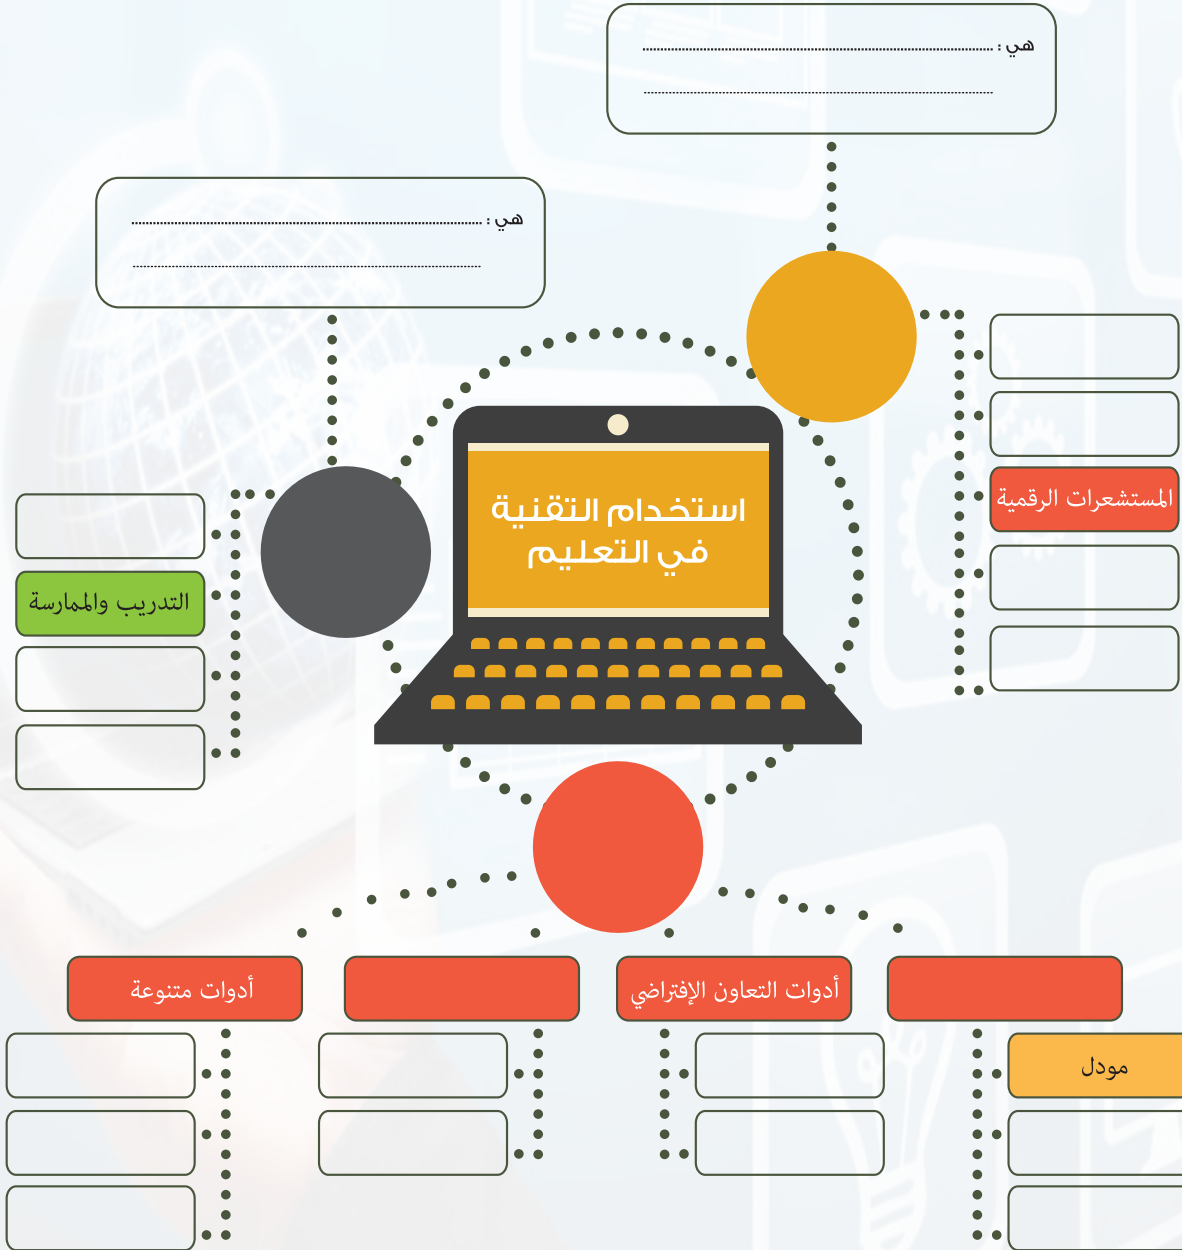 هي : ........................................
هي : ........................................
استخدام التقنية
في التعليم
المستشعرات الرقمية
التدريب والممارسة
أدوات التعاون الإفتراضي
أدوات متنوعة
مودل